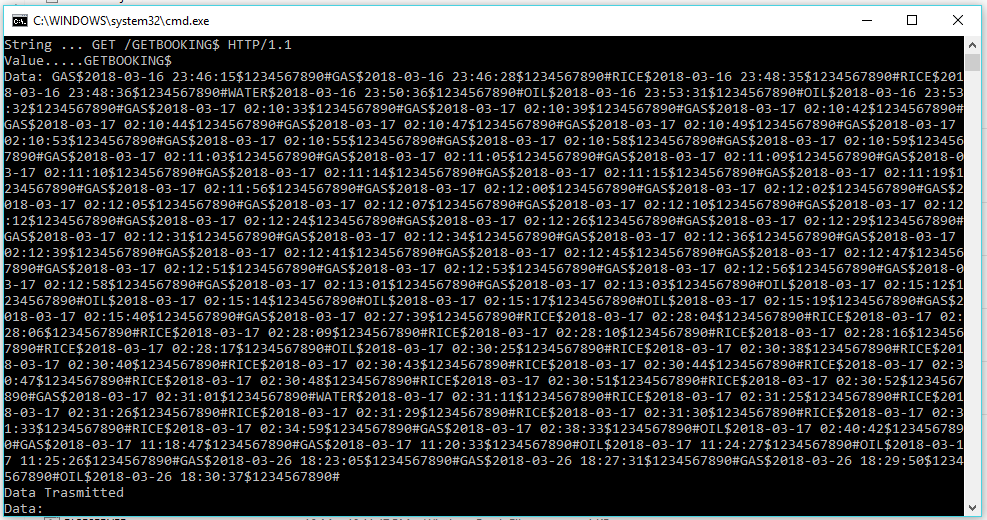 C:\WINDOWS\system32\cmd.exe
String ... GET /GETBOOKING$ HTTP/1.1
Value.....GETBOOKING$
Data: GAS$2018-03-16 23:46:15$1234567890#GAS$2018-03-16 23:46:28$1234567890#RICE$2018-03-16 23:48:35$1234567890#RICE$201
8-03-16 23:48:36$1234567890#WATER$2018-03-16 23:50:36$1234567890#OIL$2018-03-16 23:53:31$1234567890#OIL$2018-03-16 23:53
:32$1234567890#GAS$2018-03-17 02:10:33$1234567890#GAS$2018-03-17 02:10:39$1234567890#GAS$2018-03-17 02:10:42$1234567890#
GAS$2018-03-17 02:10:44$1234567890#GAS$2018-03-17 02:10:47$1234567890#GAS$2018-03-17 02:10:49$1234567890#GAS$2018-03-17 
02:10:53$1234567890#GAS$2018-03-17 02:10:55$1234567890#GAS$2018-03-17 02:10:58$1234567890#GAS$2018-03-17 02:10:59$123456
7890#GAS$2018-03-17 02:11:03$1234567890#GAS$2018-03-17 02:11:05$1234567890#GAS$2018-03-17 02:11:09$1234567890#GAS$2018-0
3-17 02:11:10$1234567890#GAS$2018-03-17 02:11:14$1234567890#GAS$2018-03-17 02:11:15$1234567890#GAS$2018-03-17 02:11:19$1
234567890#GAS$2018-03-17 02:11:56$1234567890#GAS$2018-03-17 02:12:00$1234567890#GAS$2018-03-17 02:12:02$1234567890#GAS$2
018-03-17 02:12:05$1234567890#GAS$2018-03-17 02:12:07$1234567890#GAS$2018-03-17 02:12:10$1234567890#GAS$2018-03-17 02:12
:12$1234567890#GAS$2018-03-17 02:12:24$1234567890#GAS$2018-03-17 02:12:26$1234567890#GAS$2018-03-17 02:12:29$1234567890#
GAS$2018-03-17 02:12:31$1234567890#GAS$2018-03-17 02:12:34$1234567890#GAS$2018-03-17 02:12:36$1234567890#GAS$2018-03-17 
02:12:39$1234567890#GAS$2018-03-17 02:12:41$1234567890#GAS$2018-03-17 02:12:45$1234567890#GAS$2018-03-17 02:12:47$123456
7890#GAS$2018-03-17 02:12:51$1234567890#GAS$2018-03-17 02:12:53$1234567890#GAS$2018-03-17 02:12:56$1234567890#GAS$2018-0
3-17 02:12:58$1234567890#GAS$2018-03-17 02:13:01$1234567890#GAS$2018-03-17 02:13:03$1234567890#OIL$2018-03-17 02:15:12$1
234567890#OIL$2018-03-17 02:15:14$1234567890#OIL$2018-03-17 02:15:17$1234567890#OIL$2018-03-17 02:15:19$1234567890#GAS$2
018-03-17 02:15:40$1234567890#GAS$2018-03-17 02:27:39$1234567890#RICE$2018-03-17 02:28:04$1234567890#RICE$2018-03-17 02:
28:06$1234567890#RICE$2018-03-17 02:28:09$1234567890#RICE$2018-03-17 02:28:10$1234567890#RICE$2018-03-17 02:28:16$123456
7890#RICE$2018-03-17 02:28:17$1234567890#OIL$2018-03-17 02:30:25$1234567890#RICE$2018-03-17 02:30:38$1234567890#RICE$201
8-03-17 02:30:40$1234567890#RICE$2018-03-17 02:30:43$1234567890#RICE$2018-03-17 02:30:44$1234567890#RICE$2018-03-17 02:3
0:47$1234567890#RICE$2018-03-17 02:30:48$1234567890#RICE$2018-03-17 02:30:51$1234567890#RICE$2018-03-17 02:30:52$1234567
890#GAS$2018-03-17 02:31:01$1234567890#WATER$2018-03-17 02:31:11$1234567890#RICE$2018-03-17 02:31:25$1234567890#RICE$201
8-03-17 02:31:26$1234567890#RICE$2018-03-17 02:31:29$1234567890#RICE$2018-03-17 02:31:30$1234567890#RICE$2018-03-17 02:3
1:33$1234567890#RICE$2018-03-17 02:34:59$1234567890#GAS$2018-03-17 02:38:33$1234567890#OIL$2018-03-17 02:40:42$123456789
0#GAS$2018-03-17 11:18:47$1234567890#GAS$2018-03-17 11:20:33$1234567890#OIL$2018-03-17 11:24:27$1234567890#OIL$2018-03-1
7 11:25:26$1234567890#GAS$2018-03-26 18:23:05$1234567890#GAS$2018-03-26 18:27:31$1234567890#GAS$2018-03-26 18:29:50$1234
567890#OIL$2018-03-26 18:30:37$1234567890#
Data Trasmitted
Data: